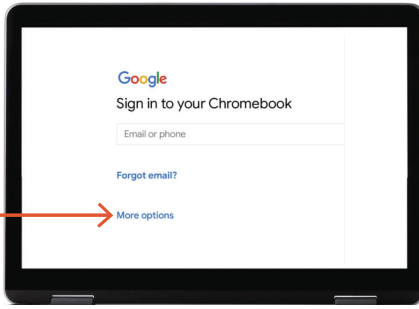 Google
Sign in to your Chromebook
Email or phone
Forgot email?
More options